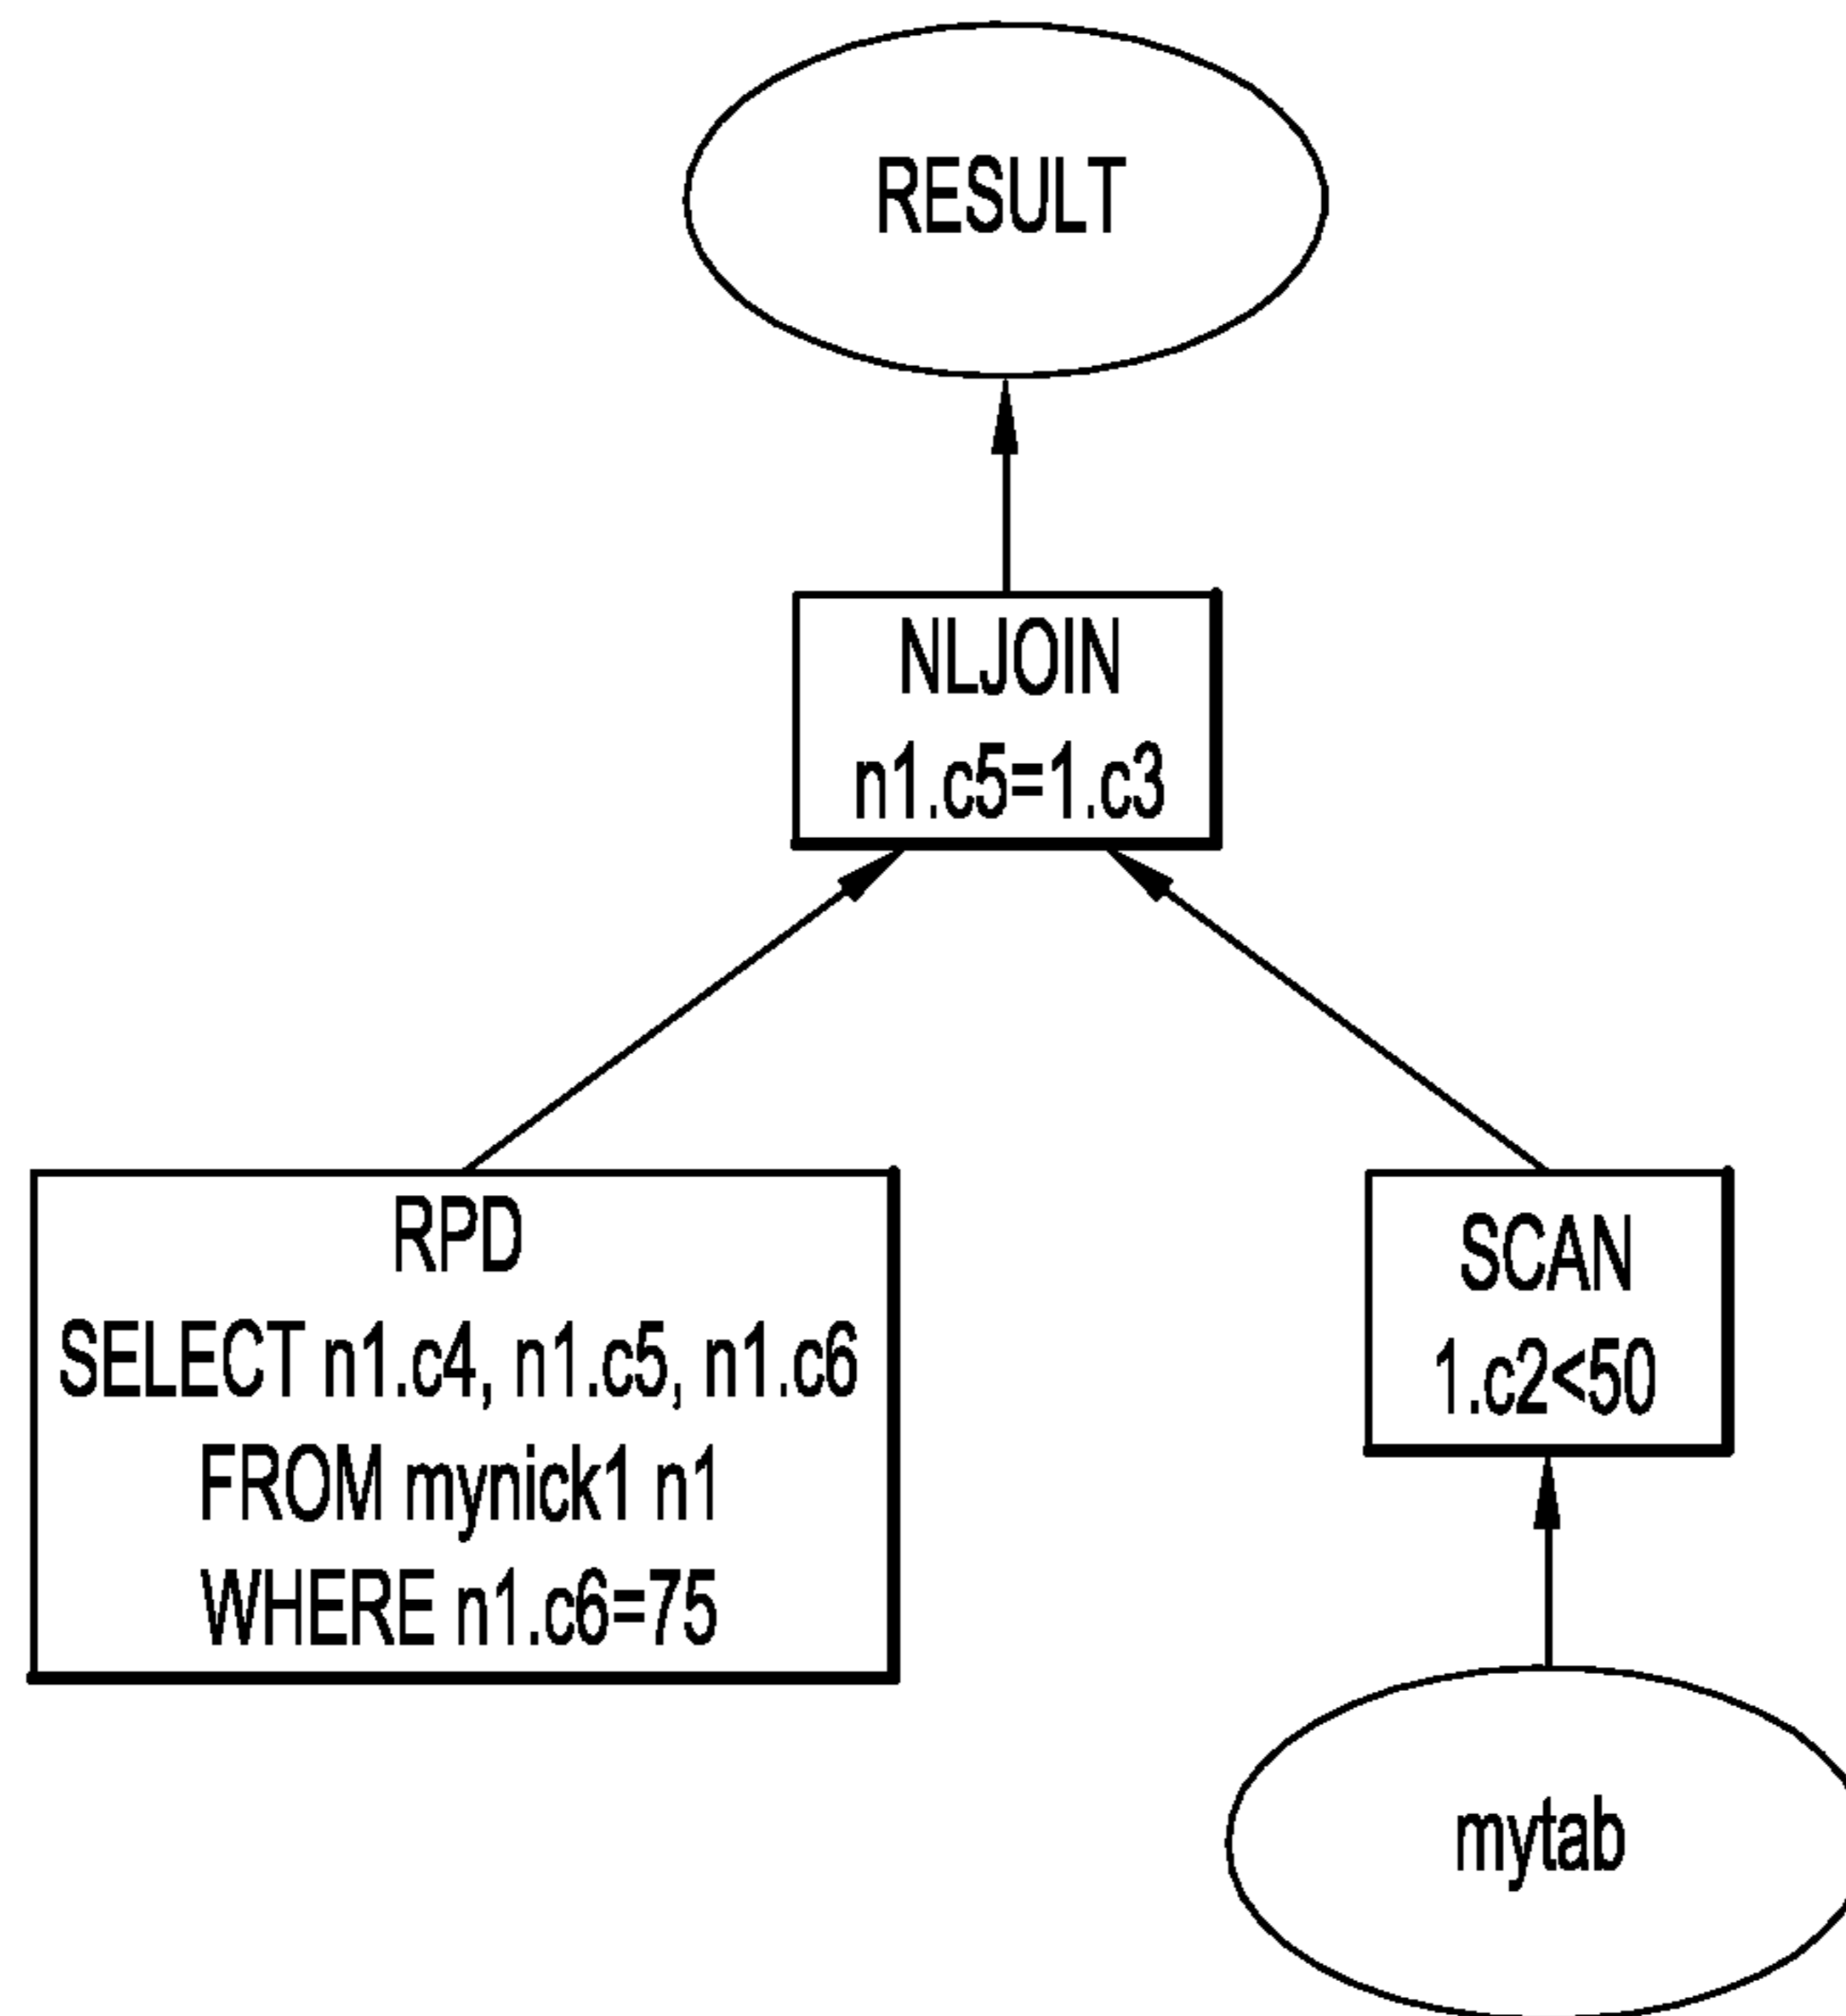 RESULT
NLJOIN
n1.c5=1.c3
RPD
SELECT n1.c4, n1.c5, n1.c6
FROM mynick1 n1
WHERE n1.c6=75
SCAN
1.c2<50
mytab